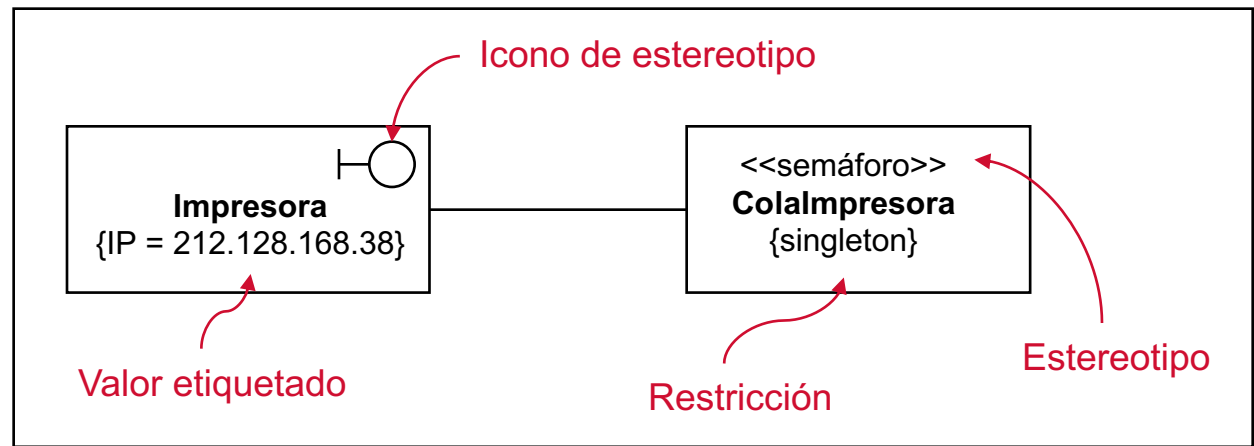 Icono de estereotipo
Impresora
{IP = 212.128.168.38}
<<semáforo>>
ColaImpresora
{singleton}
Valor etiquetado
Restricción
Estereotipo